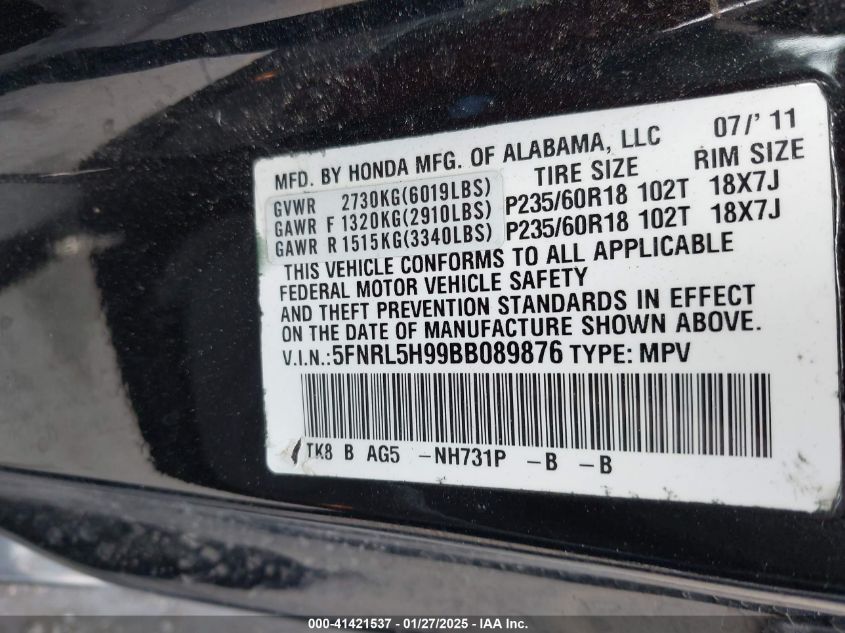 MFD. BY HONDA MFG. OF ALABAMA, LLC 07/' 11
TIRE SIZE RIM SIZE
GVWR 2730KG(6019LBS)
GAWR F 1320KG(2910LBS) P235/60R18 102T 18X7J
GAWR R 1515KG(3340LBS) P235/60R18 102T 18X7J
THIS VEHICLE CONFORMS TO ALL APPLICABLE
FEDERAL MOTOR VEHICLE SAFETY
AND THEFT PREVENTION STANDARDS IN EFFECT
ON THE DATE OF MANUFACTURE SHOWN ABOVE.
V.I.N.:5FNRL5H99BB089876 TYPE: MPV
TK8 B AG5 -NH731P -B -B
000-41421537 - 01/27/2025 - IAA Inc.